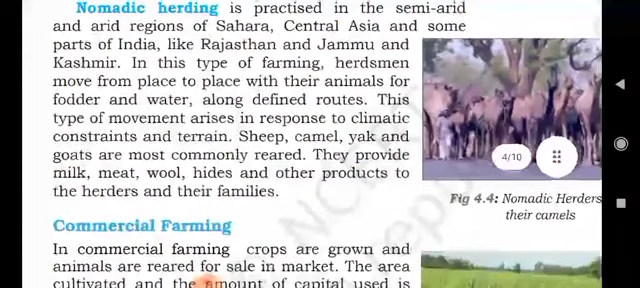 Nomadic herding is practised in the semi-arid
and arid regions of Sahara, Central Asia and some
parts of India, like Rajasthan and Jammu and
Kashmir. In this type of farming, herdsmen
move from place to place with their animals for
fodder and water, along defined routes. This
type of movement arises in response to climatic
constraints and terrain. Sheep, camel, yak and
goats are most commonly reared. They provide
milk, meat, wool, hides and other products to
the herders and their families.
4/10
Fig 4.4: Nomadic Herders
their camels
Commercial Farming
In commercial farming crops are grown and
animals are reared for sale in market. The area
cultivated and the amount of capital used is